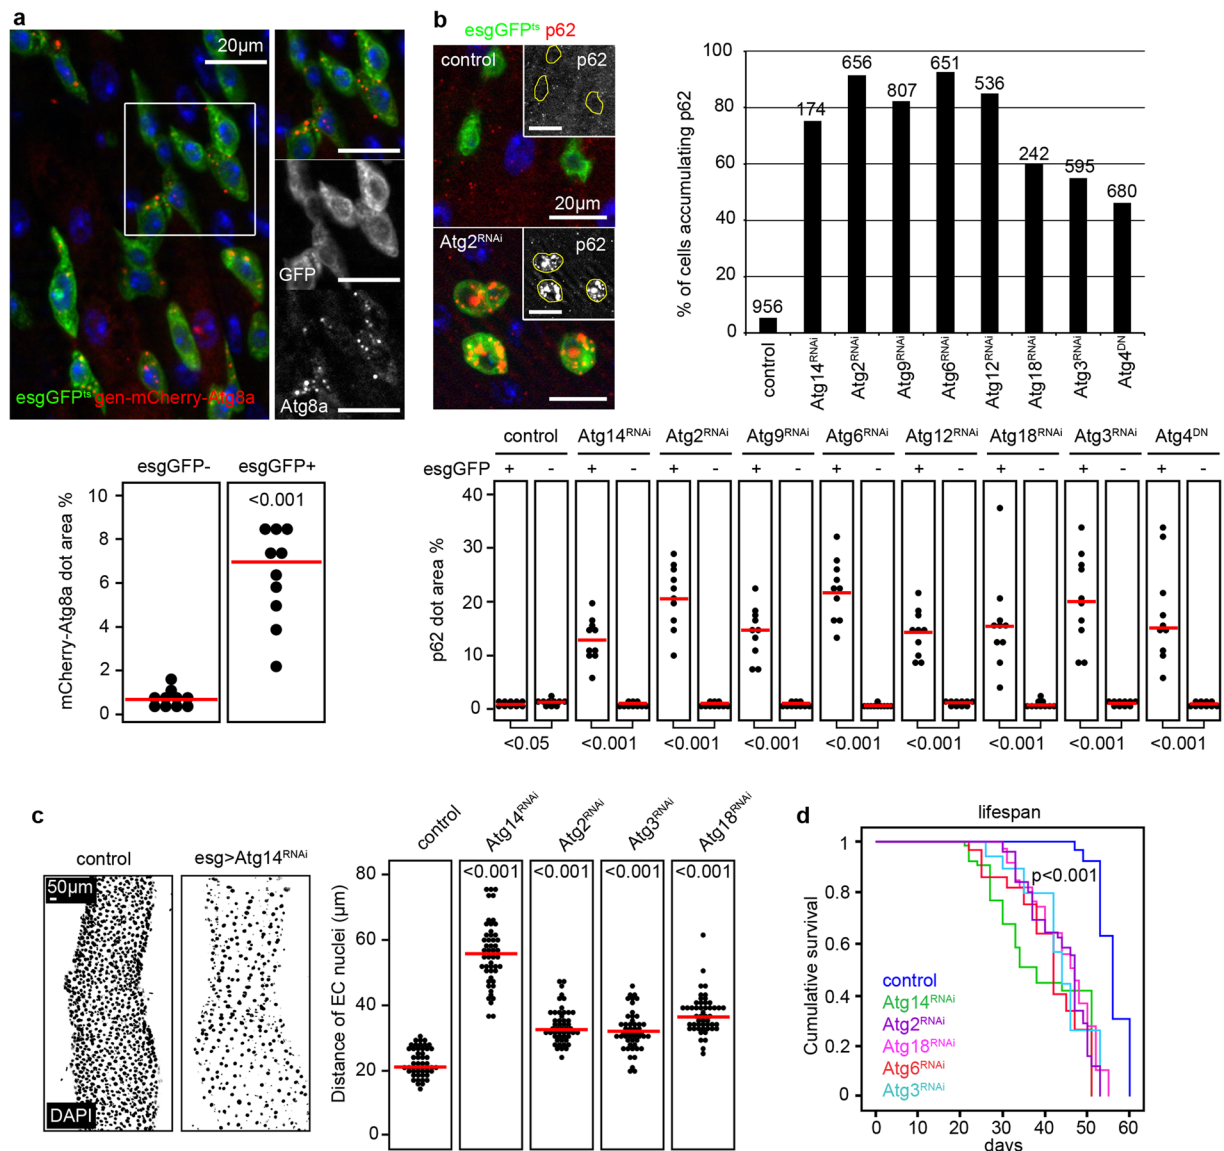 a
20µm
GFP
Atg8a
esgGFPᵗˢ gen-mCherry-Atg8a
esgGFP- esgGFP+
<0.001
mCherry-Atg8a dot area %
10
8
6
4
2
0
b
esgGFPᵗˢ p62
control
p62
20µm
Atg2ᴿᴺᴬⁱ
p62
% of cells accumulating p62
100
80
60
40
20
0
956 174 656 807 651 536 242 595 680
control Atg14ᴿᴺᴬⁱ Atg2ᴿᴺᴬⁱ Atg9ᴿᴺᴬⁱ Atg6ᴿᴺᴬⁱ Atg12ᴿᴺᴬⁱ Atg18ᴿᴺᴬⁱ Atg3ᴿᴺᴬⁱ Atg4ᴰᴺ
control Atg14ᴿᴺᴬⁱ Atg2ᴿᴺᴬⁱ Atg9ᴿᴺᴬⁱ Atg6ᴿᴺᴬⁱ Atg12ᴿᴺᴬⁱ Atg18ᴿᴺᴬⁱ Atg3ᴿᴺᴬⁱ Atg4ᴰᴺ
esgGFP + - + - + - + - + - + - + - + - + -
p62 dot area %
40
30
20
10
0
<0.05 <0.001 <0.001 <0.001 <0.001 <0.001 <0.001 <0.001 <0.001
c
control esg>Atg14ᴿᴺᴬⁱ
50µm
DAPI
control Atg14ᴿᴺᴬⁱ Atg2ᴿᴺᴬⁱ Atg3ᴿᴺᴬⁱ Atg18ᴿᴺᴬⁱ
<0.001 <0.001 <0.001 <0.001
Distance of EC nuclei (µm)
80
60
40
20
0
d
lifespan
p<0.001
Cumulative survival
1
0.8
0.6
0.4
0.2
0
control
Atg14ᴿᴺᴬⁱ
Atg2ᴿᴺᴬⁱ
Atg18ᴿᴺᴬⁱ
Atg6ᴿᴺᴬⁱ
Atg3ᴿᴺᴬⁱ
0 10 20 30 40 50 60
days